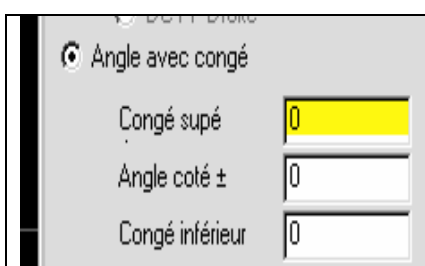 Angle avec congé
Congé supé 0
Angle coté ± 0
Congé inférieur 0